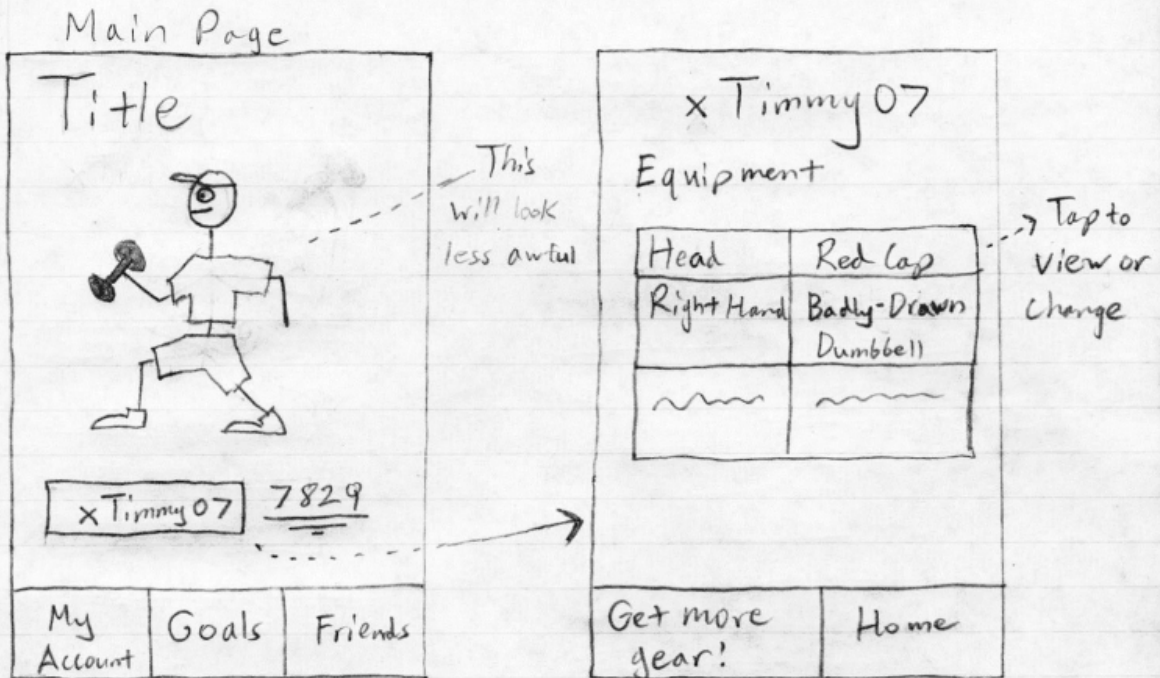 Main Page
Title
This
will look
less awful
xTimmy07
7829
My
Account
Goals
Friends
xTimmy07
Equipment
Head
Red Cap
Right Hand
Badly-Drawn
Dumbbell
Tap to
view or
change
Get more
gear!
Home